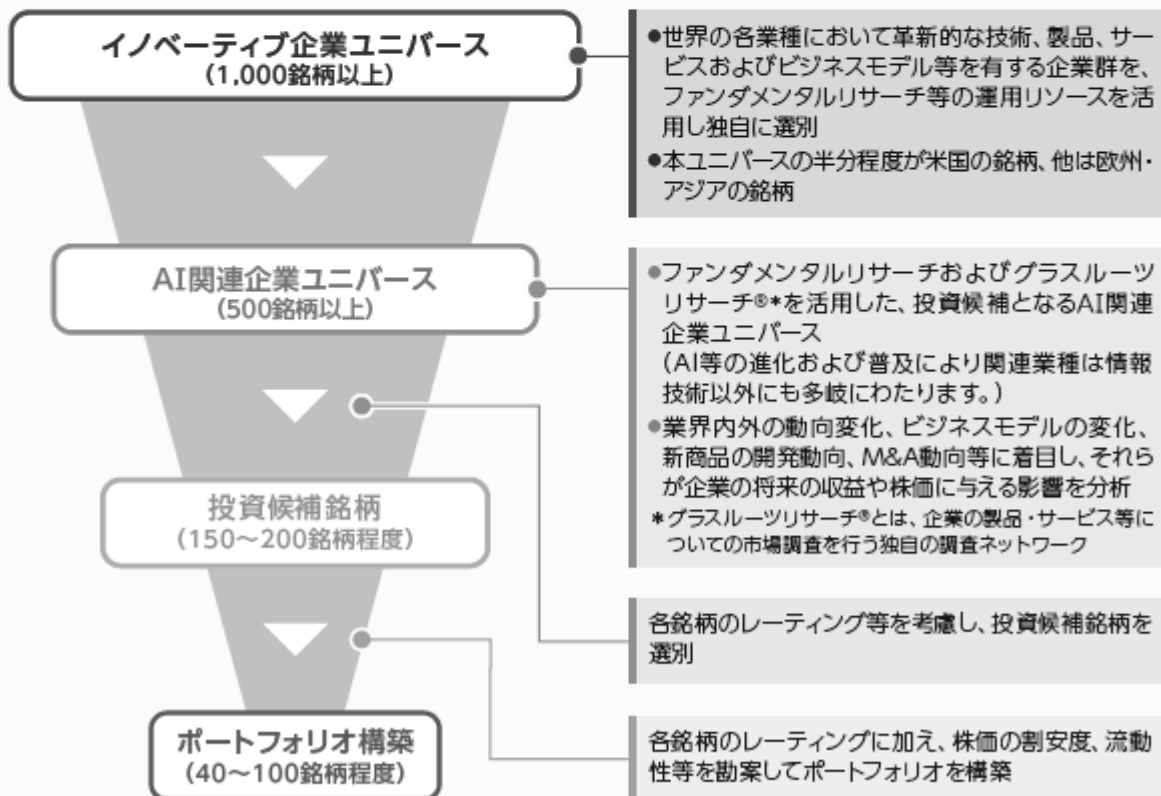 イノベーティブ企業ユニバース
(1,000銘柄以上)
●世界の各業種において革新的な技術、製品、サー
ビスおよびビジネスモデル等を有する企業群を、
ファンダメンタルリサーチ等の運用リソースを活
用し独自に選別
●本ユニバースの半分程度が米国の銘柄、他は欧州・
アジアの銘柄
AI関連企業ユニバース
(500銘柄以上)
●ファンダメンタルリサーチおよびグラスルーツ
リサーチ®*を活用した、投資候補となるAI関連
企業ユニバース
(AI等の進化および普及により関連業種は情報
技術以外にも多岐にわたります。)
●業界内外の動向変化、ビジネスモデルの変化、
新商品の開発動向、M&A動向等に着目し、それら
が企業の将来の収益や株価に与える影響を分析
*グラスルーツリサーチ®とは、企業の製品・サービス等に
ついての市場調査を行う独自の調査ネットワーク
投資候補銘柄
(150~200銘柄程度)
各銘柄のレーティング等を考慮し、投資候補銘柄を
選別
ポートフォリオ構築
(40~100銘柄程度)
各銘柄のレーティングに加え、株価の割安度、流動
性等を勘案してポートフォリオを構築